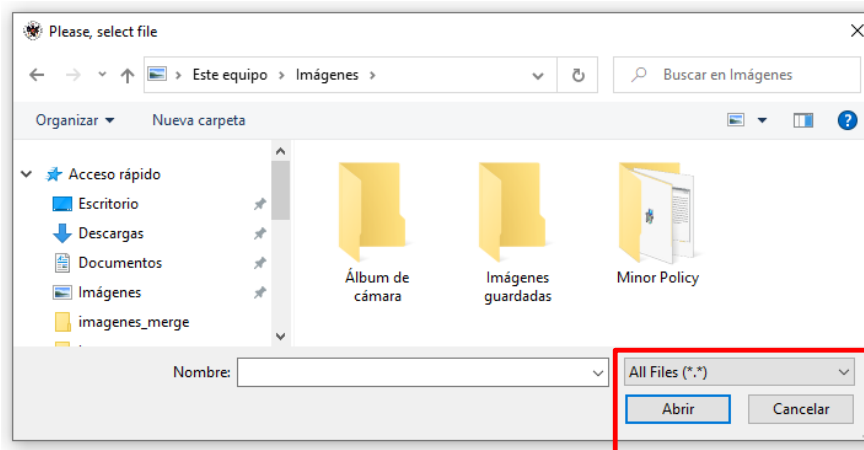 Please, select file
Este equipo > Imágenes >
Buscar en Imágenes
Organizar
Nueva carpeta
Acceso rápido
Escritorio
Descargas
Documentos
Imágenes
imagenes_merge
Álbum de
cámara
Imágenes
guardadas
Minor Policy
Nombre:
All Files (*.*)
Abrir
Cancelar